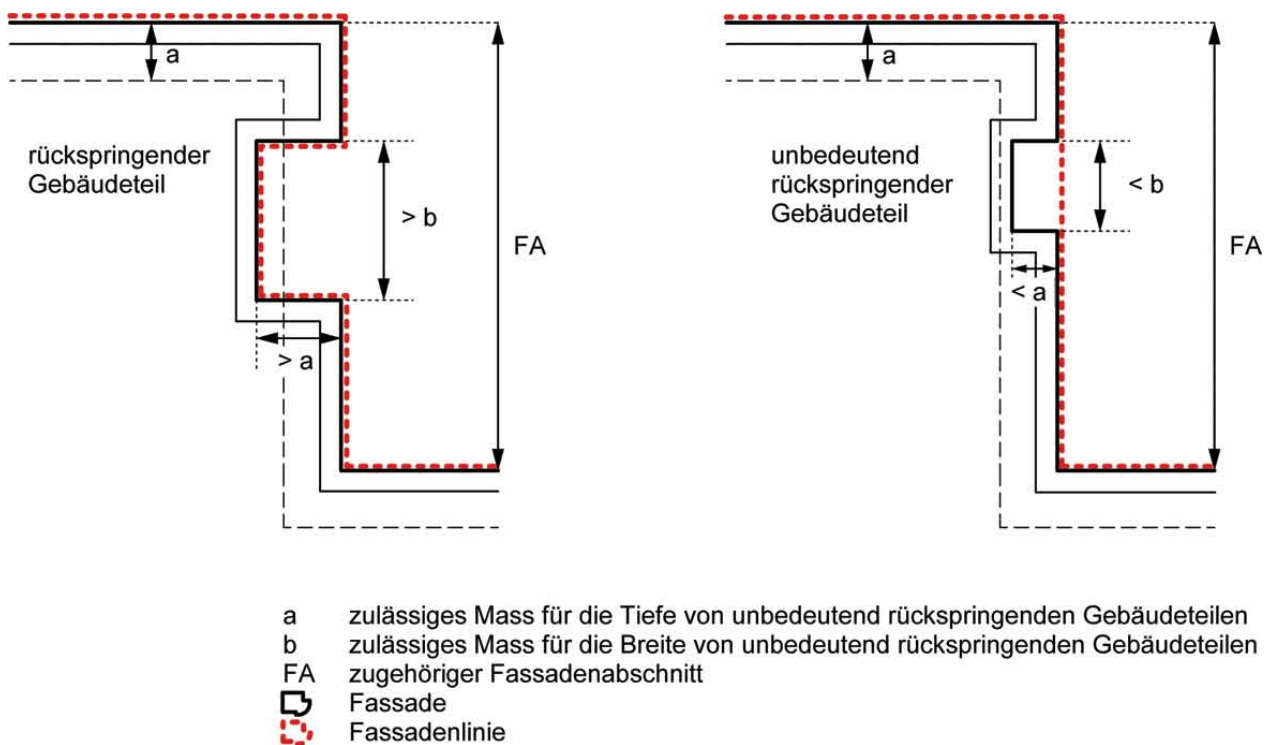 a
rückspringender
Gebäudeteil
> b
FA
> a
a
unbedeutend
rückspringender
Gebäudeteil
< b
FA
< a
a zulässiges Mass für die Tiefe von unbedeutend rückspringenden Gebäudeteilen
b zulässiges Mass für die Breite von unbedeutend rückspringenden Gebäudeteilen
FA zugehöriger Fassadenabschnitt
Fassade
Fassadenlinie